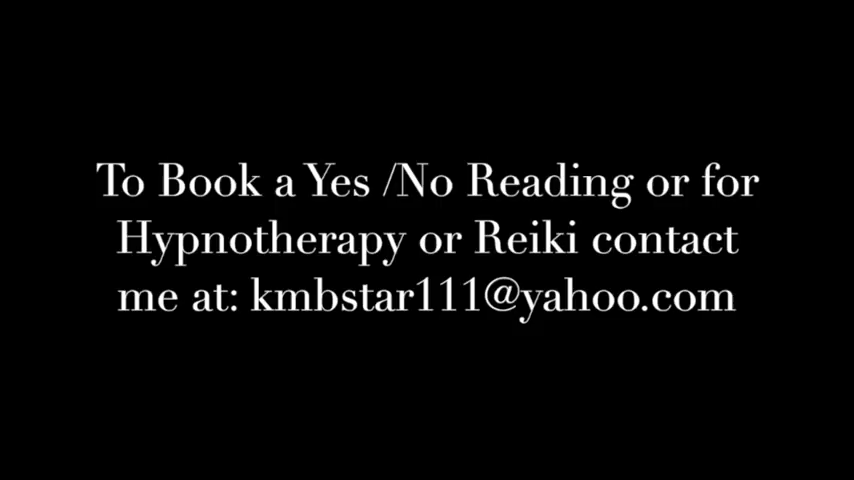 To Book a Yes /No Reading or for
Hypnotherapy or Reiki contact
me at: kmbstar111@yahoo.com